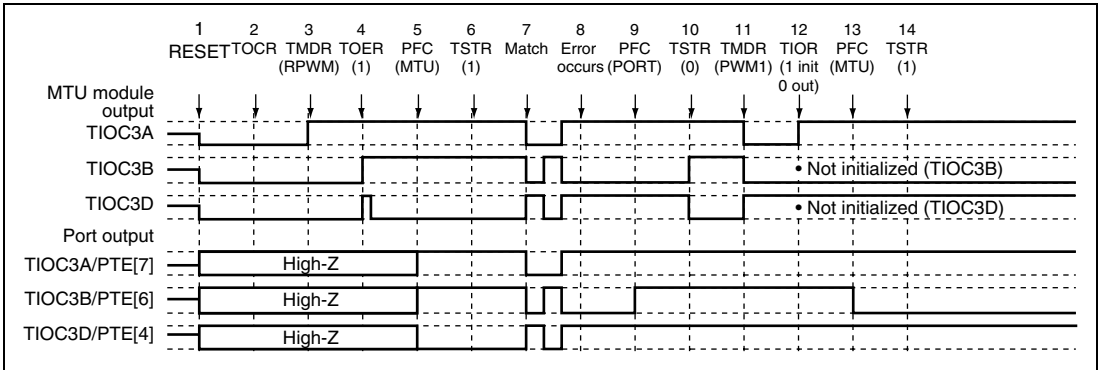 1 2 3 4 5 6 7 8 9 10 11 12 13 14
RESET TOCR TMDR TOER PFC TSTR Match Error PFC TSTR TMDR TIOR PFC TSTR
(RPWM) (1) (MTU) (1) occurs (PORT) (0) (PWM1) (1 init (MTU) (1)
0 out)
MTU module
output
TIOC3A
TIOC3B
• Not initialized (TIOC3B)
TIOC3D
• Not initialized (TIOC3D)
Port output
TIOC3A/PTE[7]
High-Z
TIOC3B/PTE[6]
High-Z
TIOC3D/PTE[4]
High-Z